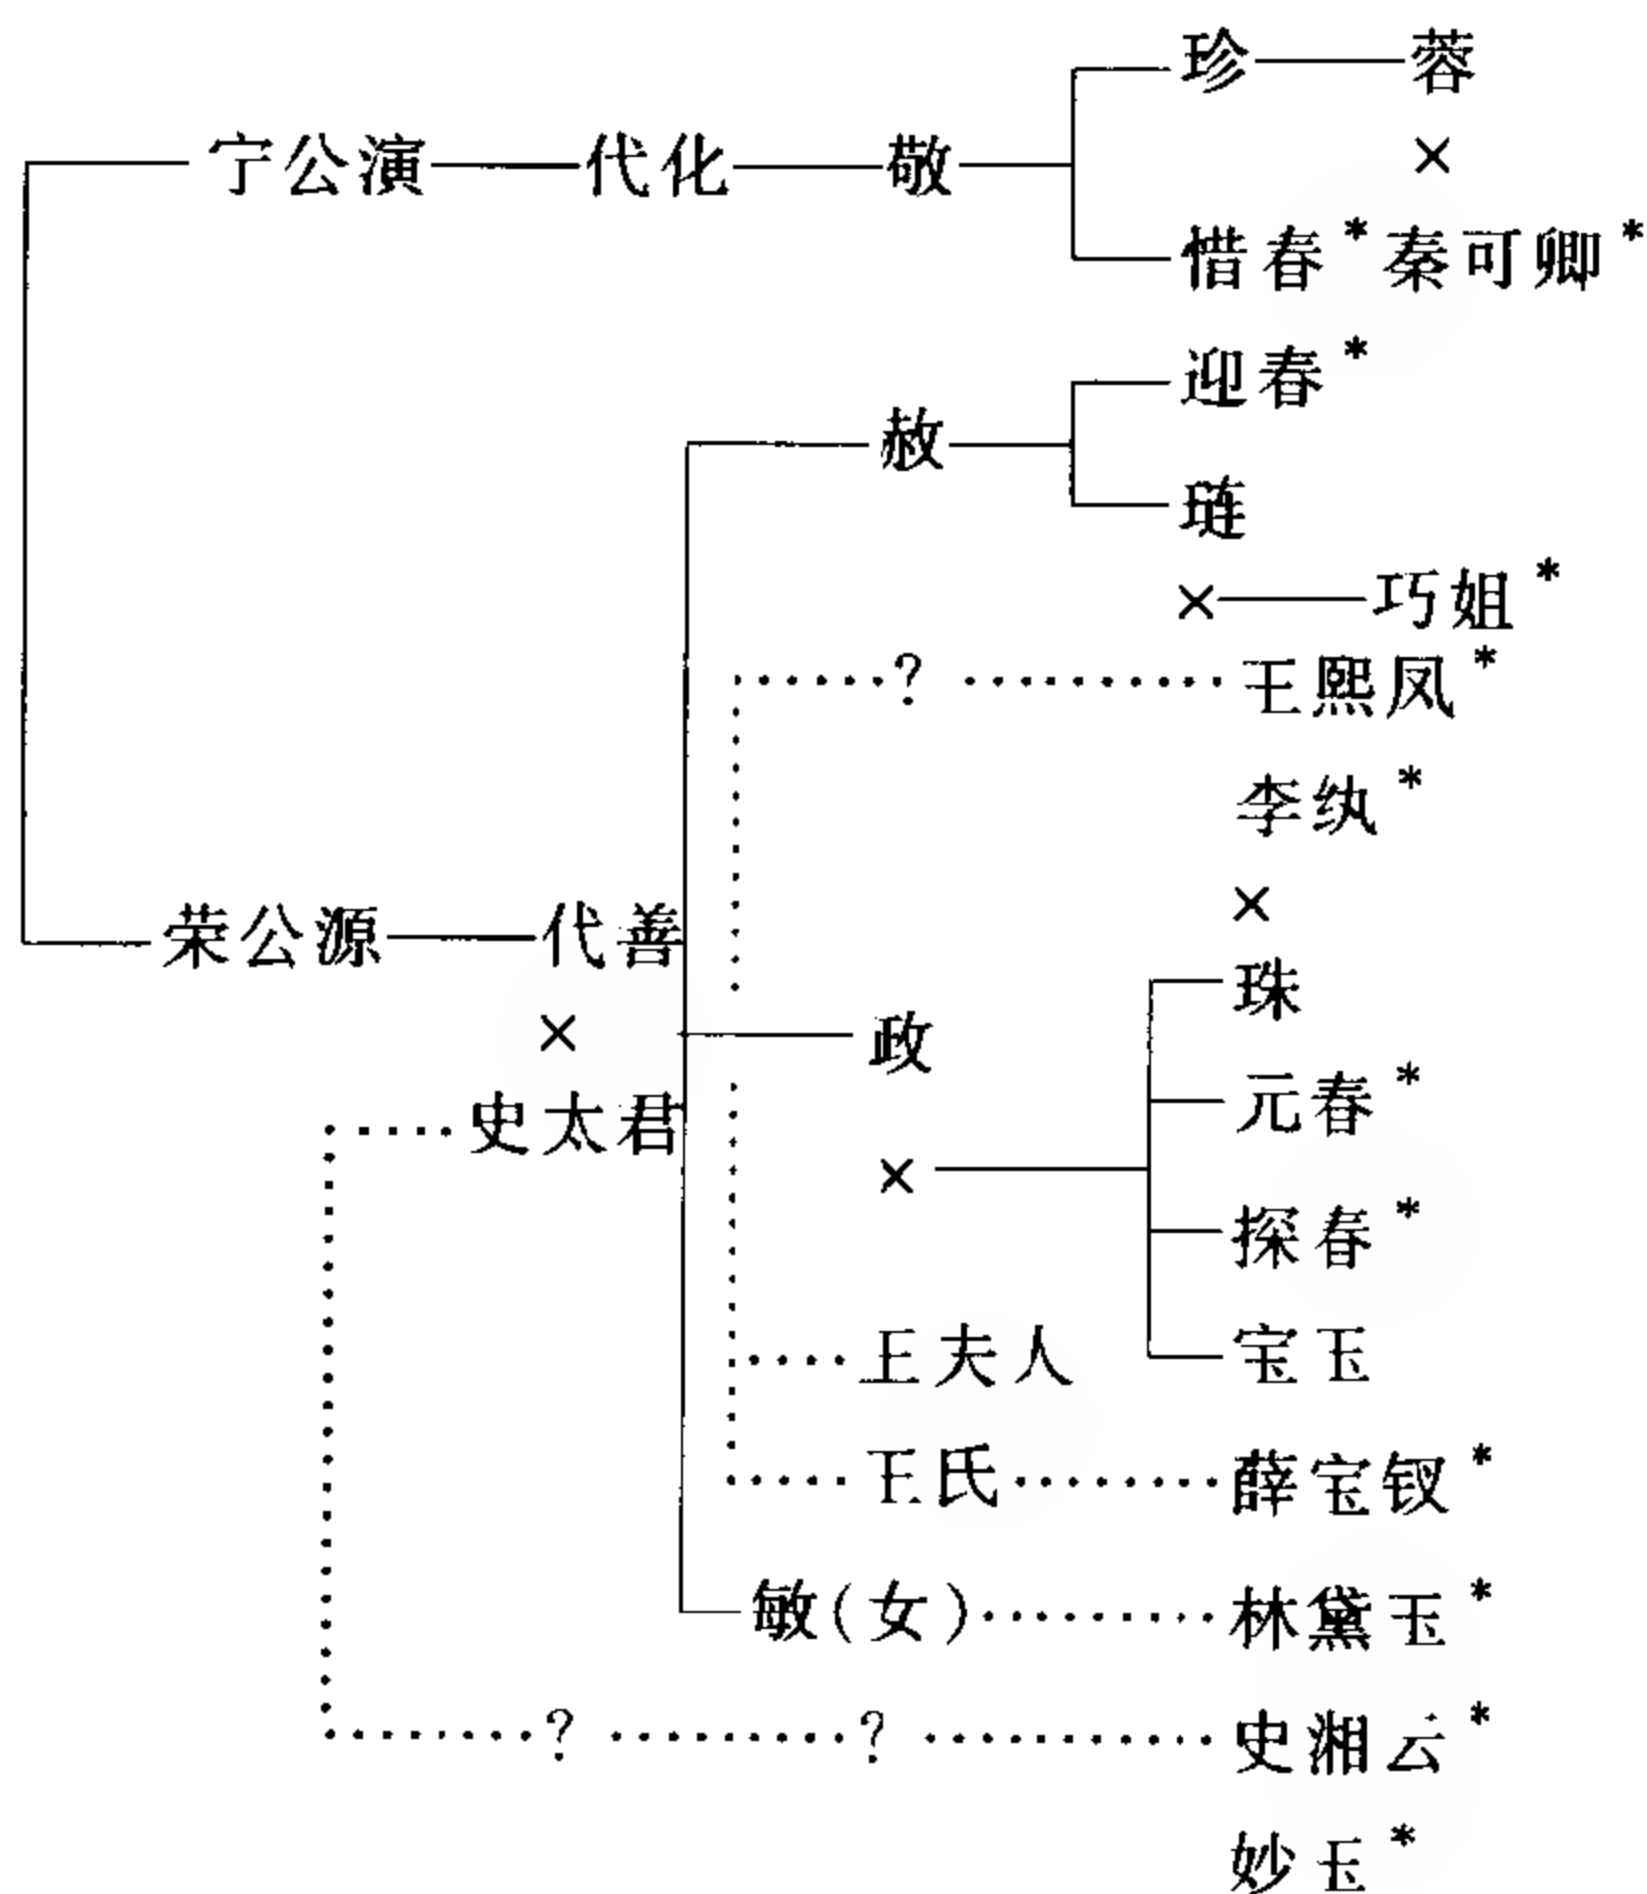 珍 蓉
宁公演 代化 敬 ×
惜春* 秦可卿*
迎春*
赦
琏
× 巧姐*
? 王熙凤*
李纨*
×
荣公源 代善
珠
× 政
元春*
史太君
×
探春*
王夫人 宝玉
王氏 薛宝钗*
敏(女) 林黛玉*
? ? 史湘云*
妙玉*